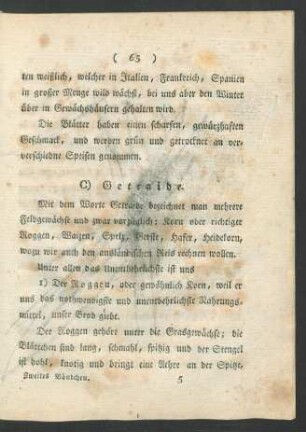 ( 65 )
ten weißlich, welcher in Italien, Frankreich, Spanien
in großer Menge wild wächst, bei uns aber den Winter
über in Gewächshäusern gehalten wird.
Die Blätter haben einen scharfen, gewürzhaften
Geschmack, und werden grün und getrocknet an ver-
verschiedne Speisen genommen.
C) Getraide.
Mit dem Worte Getraide bezeichnet man mehrere
Feldgewächse und zwar vorzüglich: Korn oder richtiger
Roggen, Waizen, Spelz, Gerste, Hafer, Heidekorn,
wozu wir auch den ausländischen Reis rechnen wollen.
Unter allen das Unentbehrlichste ist uns
1) Der Roggen, oder gewöhnlich Korn, weil er
uns das nothwendigste und unentbehrlichste Nahrungs-
mittel, unser Brod giebt.
Der Roggen gehört unter die Grasgewächse; die
Blättchen sind lang, schmahl, spitzig und der Stengel
ist hohl, knotig und bringt eine Aehre an der Spitze,
Zweites Bändchen. 5